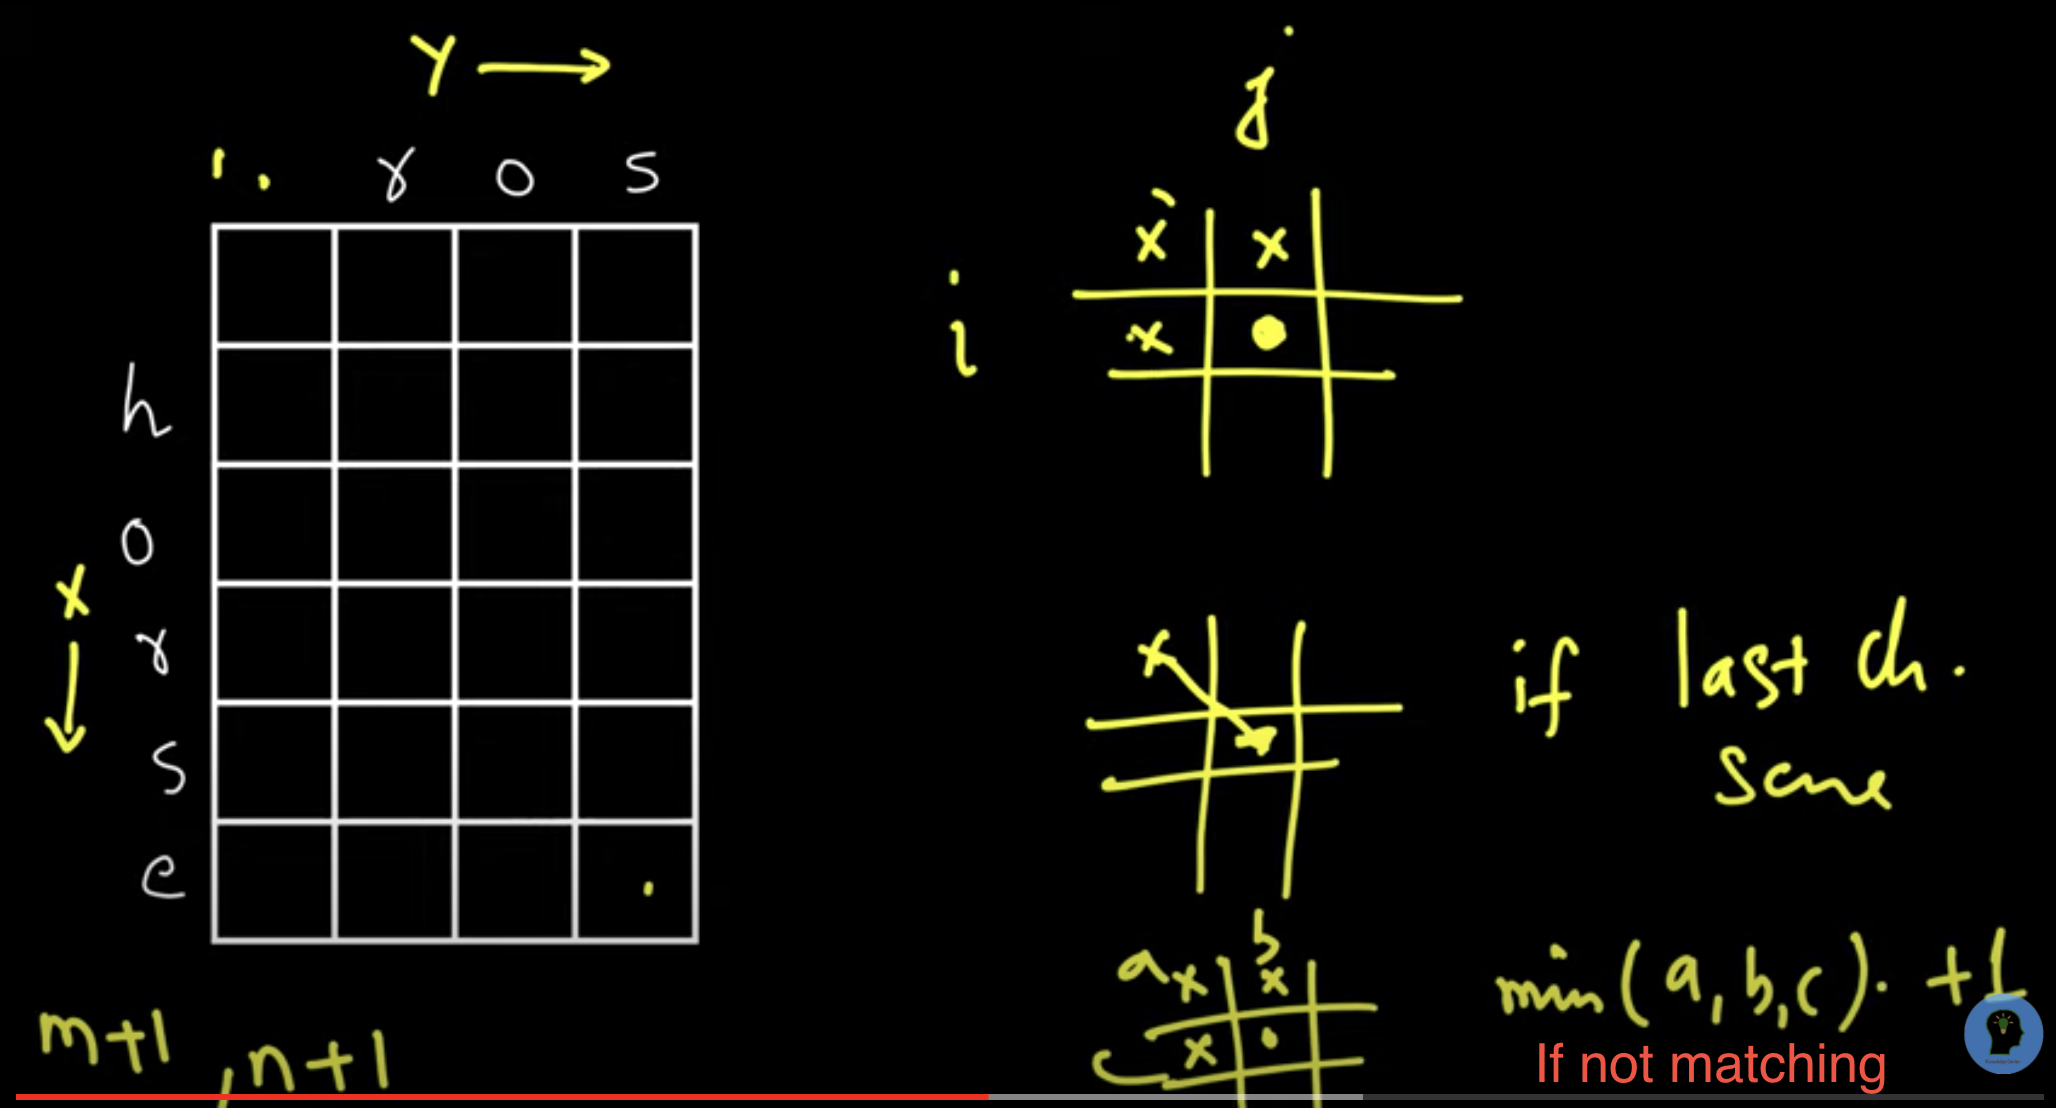 Y →
j
r o s
x x
i x
h
o
x
if last ch.
same
r
X
↓
s
e
a x b x
min(a, b, c). + 1
c x
m+1, n+1
If not matching